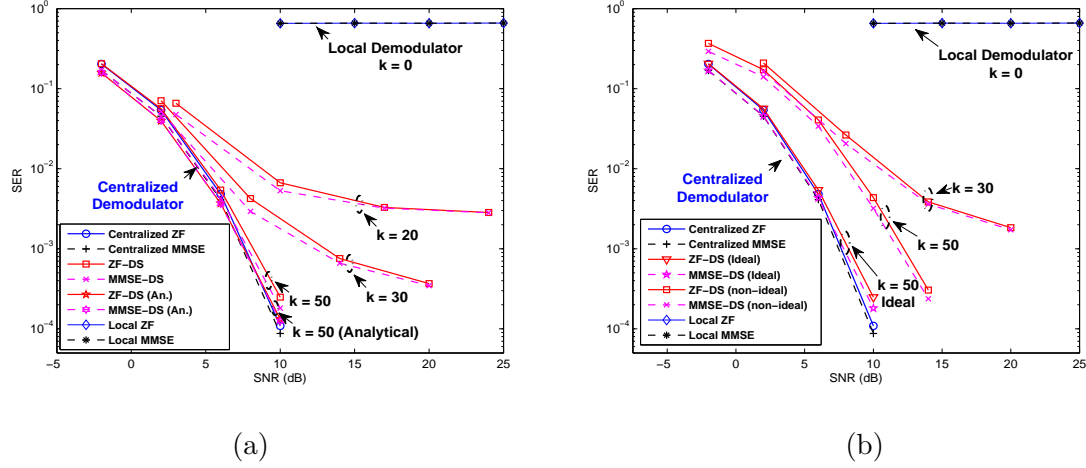 10^0
10^-1
10^-2
10^-3
10^-4
SER
−5
0
5
10
15
20
25
SNR (dB)
Local Demodulator
k = 0
Centralized
Demodulator
k = 20
k = 30
k = 50
k = 50 (Analytical)
Centralized ZF
Centralized MMSE
ZF−DS
MMSE−DS
ZF−DS (An.)
MMSE−DS (An.)
Local ZF
Local MMSE
(a)
10^0
10^-1
10^-2
10^-3
10^-4
SER
−5
0
5
10
15
20
25
SNR (dB)
Local Demodulator
k = 0
Centralized
Demodulator
k = 30
k = 50
k = 50
Ideal
Centralized ZF
Centralized MMSE
ZF−DS (Ideal)
MMSE−DS (Ideal)
ZF−DS (non−ideal)
MMSE−DS (non−ideal)
Local ZF
Local MMSE
(b)